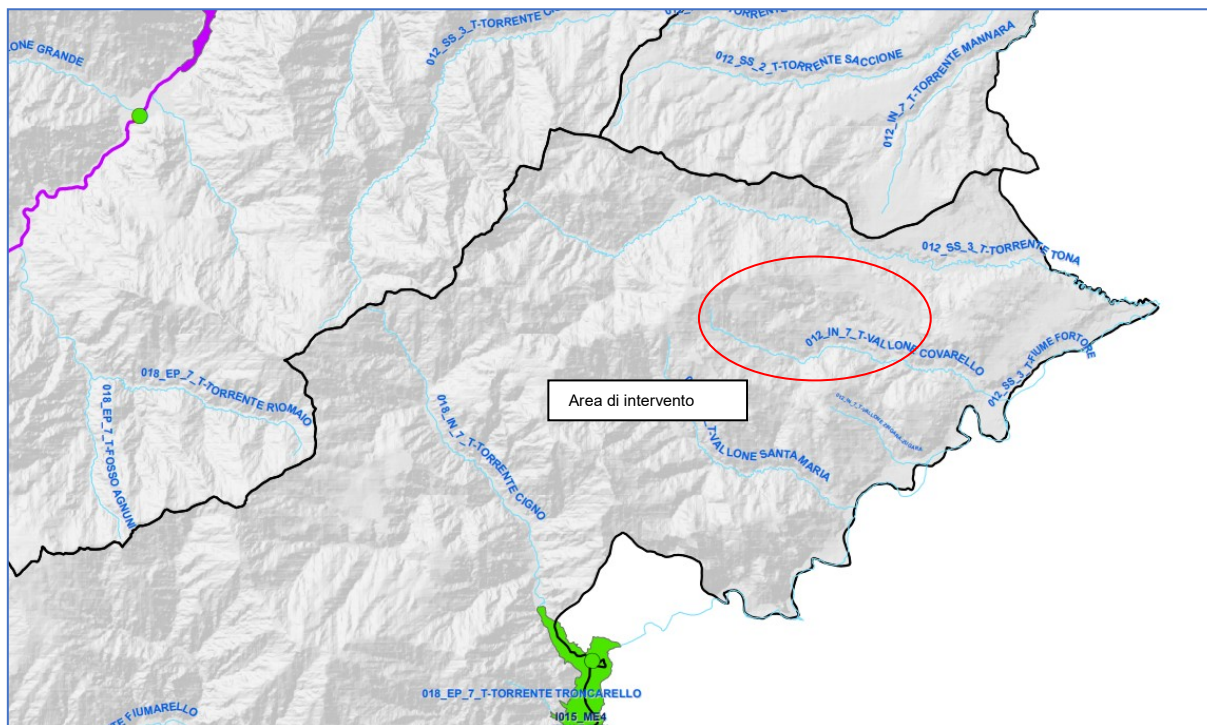 LONE GRANDE
012_SS_3_T-TORRENTE
012_SS_2_T-TORRENTE SACCIONE
012_IN_7_T-TORRENTE MANNARA
012_SS_3_T-TORRENTE TONA
012_IN_7_T-VALLONE COVARELLO
012_SS_3_T-FIUME FORTORE
018_EP_7_T-TORRENTE RIOMAIO
018_EP_7_T-FOSSO AGNUNI
018_IN_7_T-TORRENTE CIGNO
Area di intervento
T-VALLONE SANTA MARIA
018_EP_7_T-TORRENTE TRONCARELLO
I015_ME4
TE FIUMARELLO